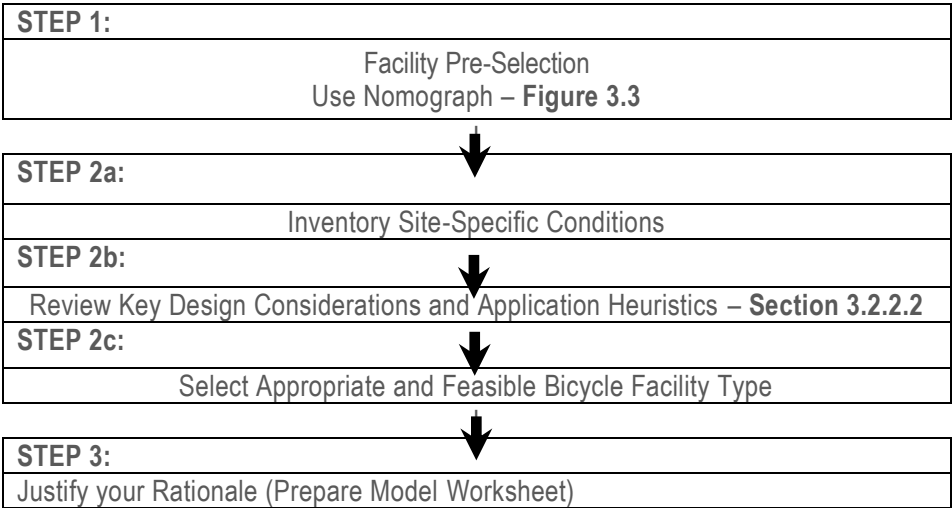 STEP 1:
Facility Pre-Selection
Use Nomograph – Figure 3.3
STEP 2a:
Inventory Site-Specific Conditions
STEP 2b:
Review Key Design Considerations and Application Heuristics – Section 3.2.2.2
STEP 2c:
Select Appropriate and Feasible Bicycle Facility Type
STEP 3:
Justify your Rationale (Prepare Model Worksheet)